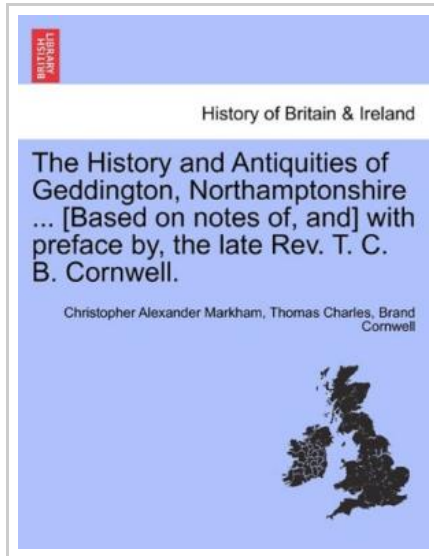 BRITISH
LIBRARY
History of Britain & Ireland
The History and Antiquities of
Geddington, Northamptonshire
... [Based on notes of, and] with
preface by, the late Rev. T. C.
B. Cornwell.
Christopher Alexander Markham, Thomas Charles, Brand
Cornwell